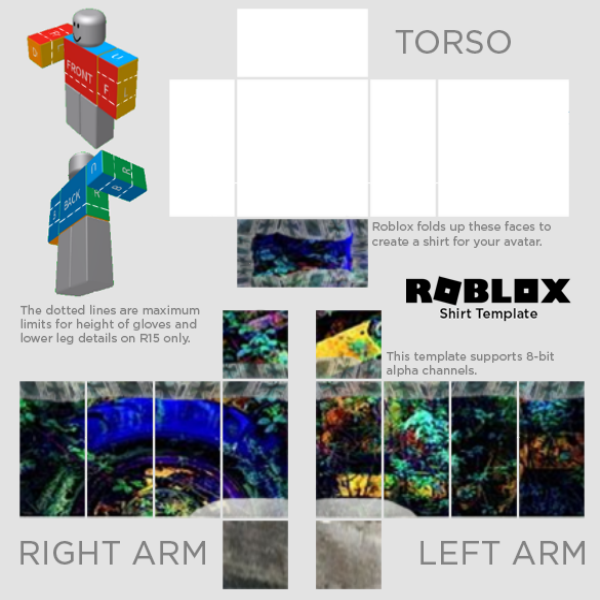 TORSO
FRONT
F
L
BACK
Roblox folds up these faces to
create a shirt for your avatar.
ROBLOX
Shirt Template
The dotted lines are maximum
limits for height of gloves and
lower leg details on R15 only.
This template supports 8-bit
alpha channels.
RIGHT ARM
LEFT ARM